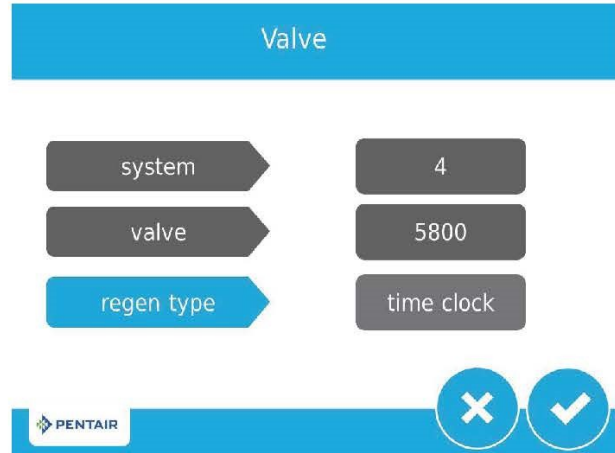 Valve
system 4
valve 5800
regen type time clock
PENTAIR